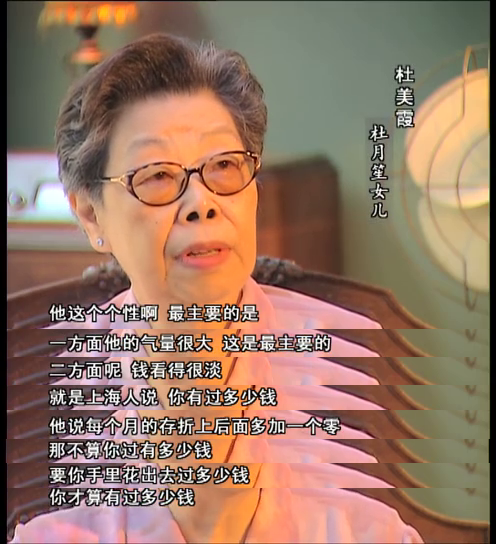 杜美霞
杜月笙女儿
他这个个性啊 最主要的是
一方面他的气量很大 这是最主要的
二方面呢 钱看得很淡
就是上海人说 你有过多少钱
他说每个月的存折上后面多加一个零
那不算你过有多少钱
要你手里花出去过多少钱
你才算有过多少钱